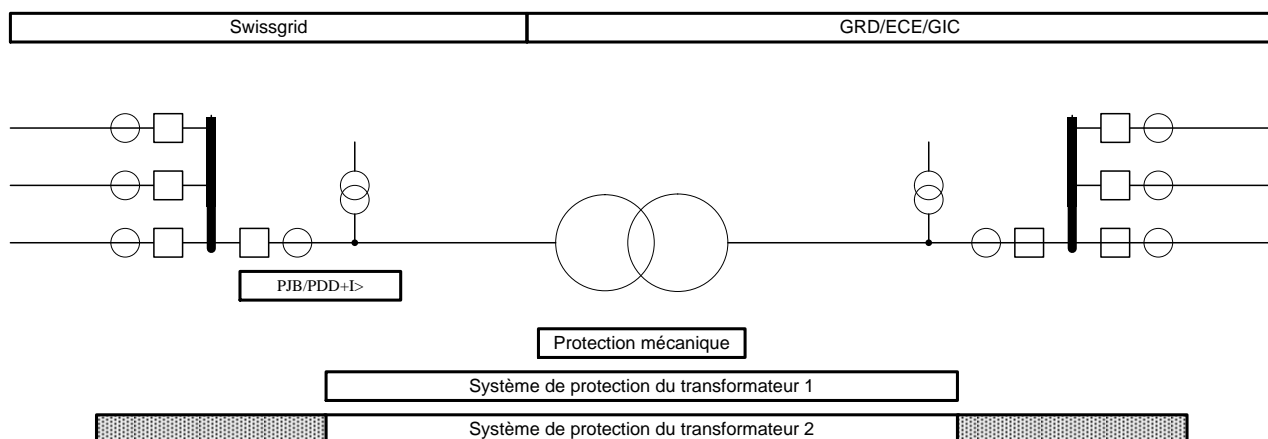 Swissgrid
GRD/ECE/GIC
PJB/PDD+I>
Protection mécanique
Système de protection du transformateur 1
Système de protection du transformateur 2